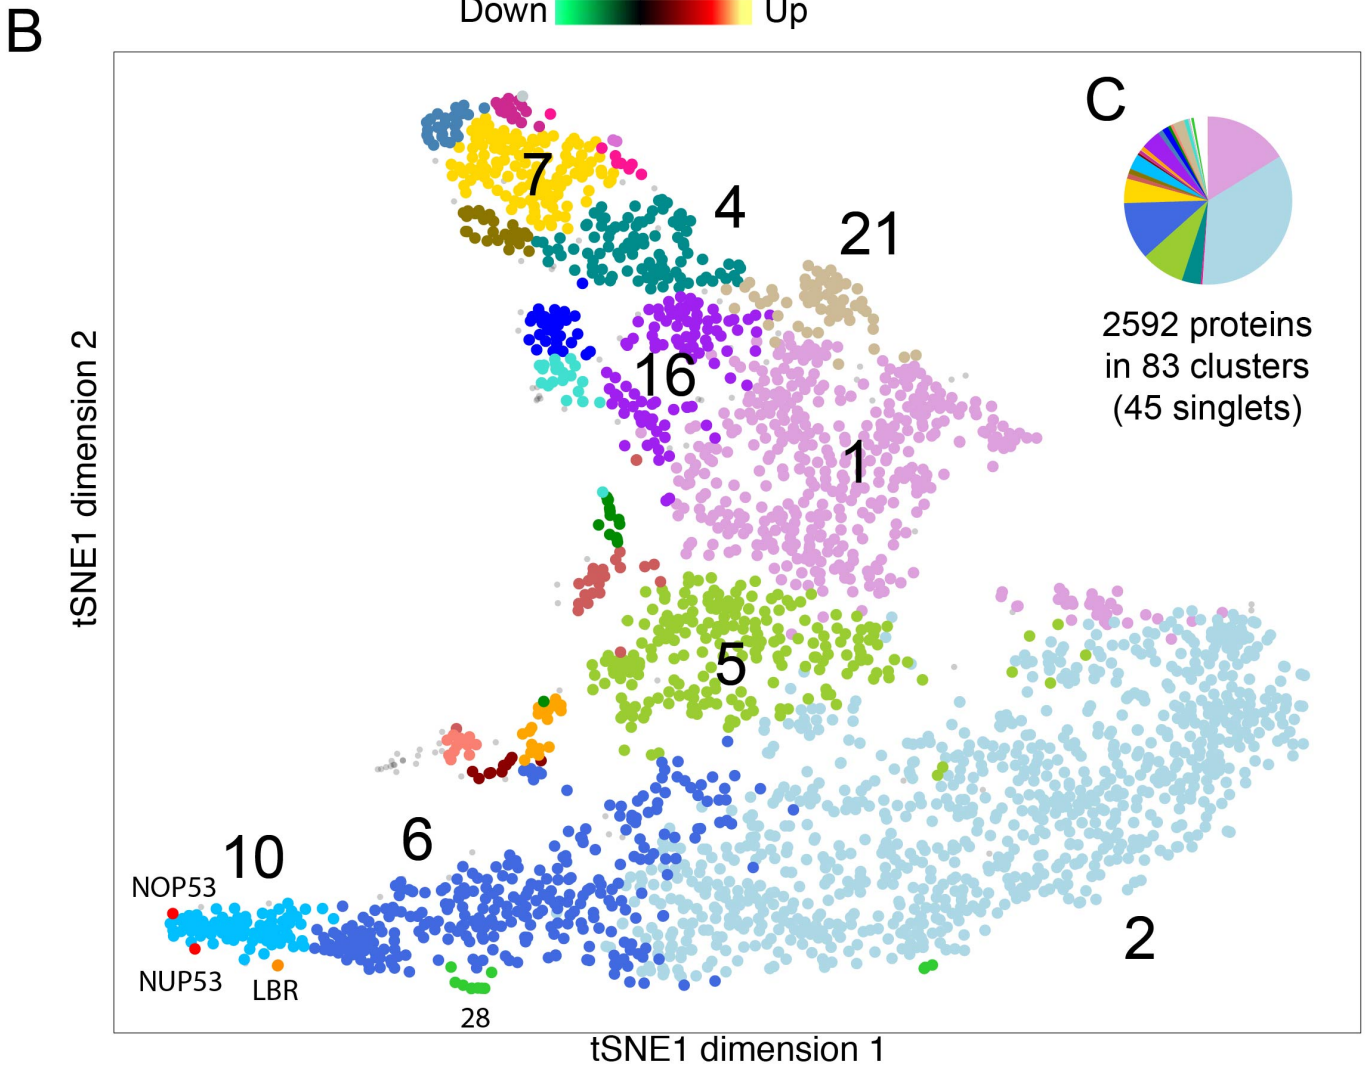 B
Down Up
C
7
4
21
2592 proteins
in 83 clusters
(45 singlets)
16
1
tSNE1 dimension 2
5
6
10
NOP53
2
NUP53
LBR
28
tSNE1 dimension 1